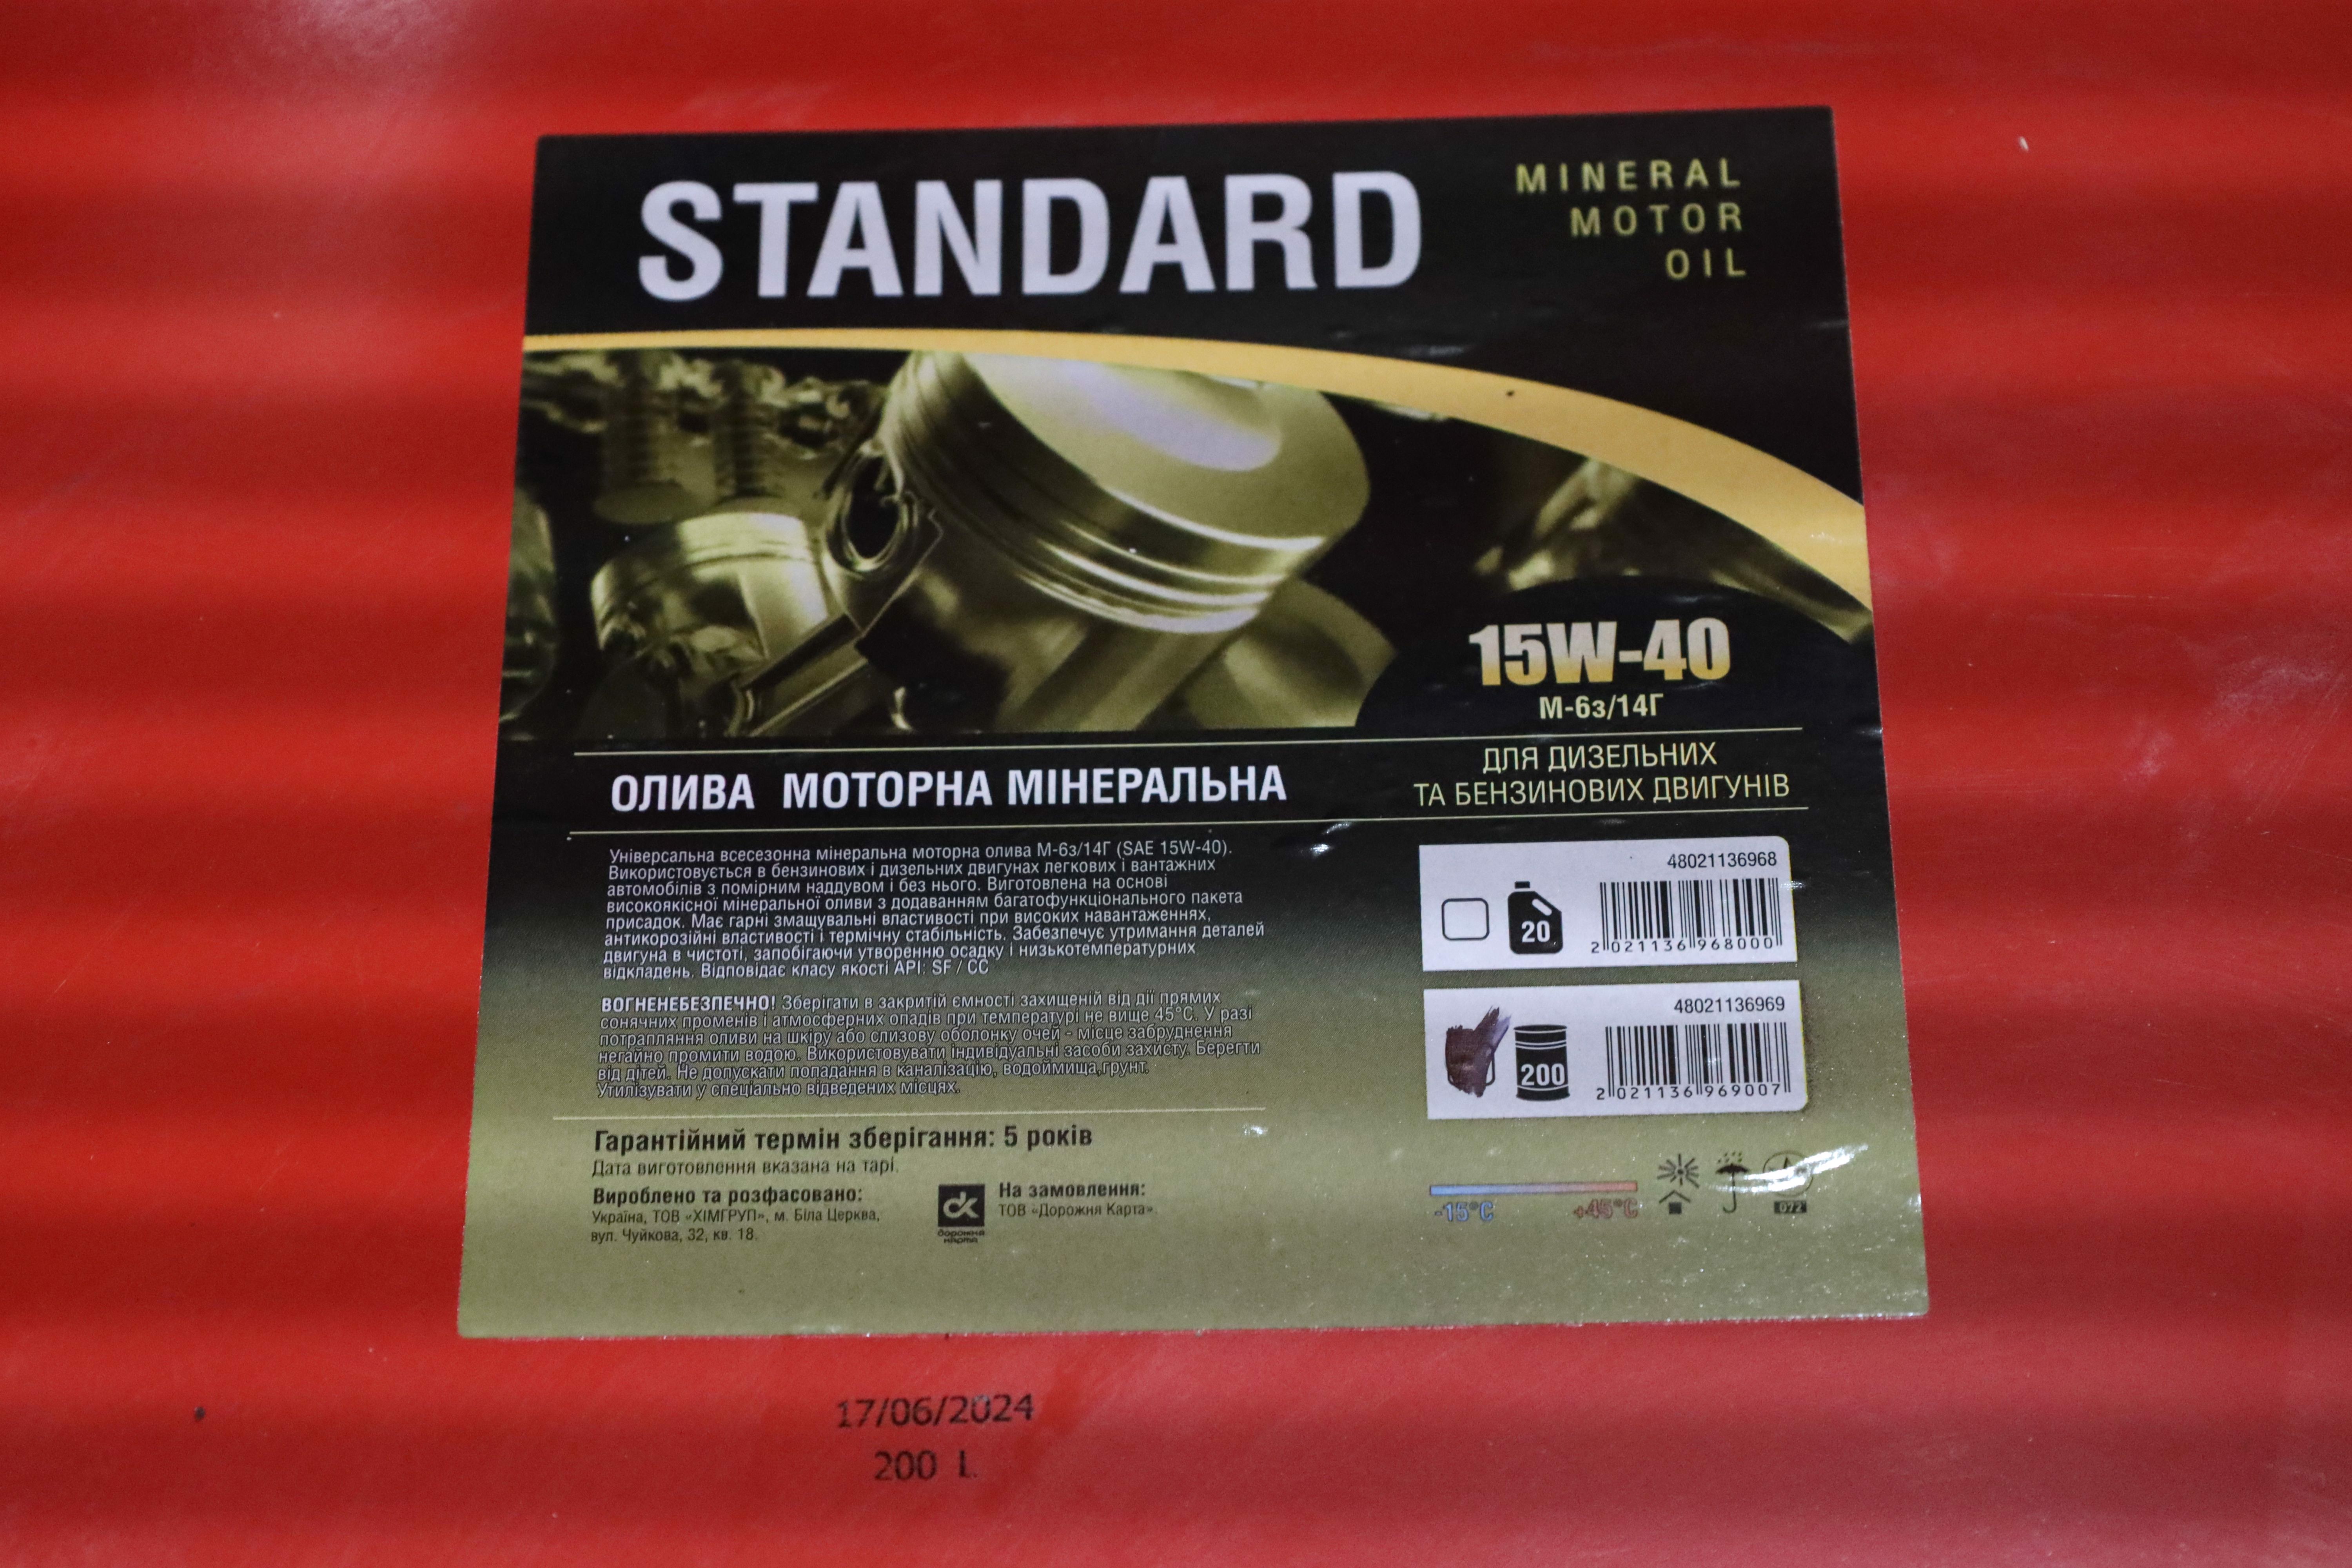 STANDARD
MINERAL
MOTOR
OIL
15W-40
М-6з/14Г
ДЛЯ ДИЗЕЛЬНИХ
ТА БЕНЗИНОВИХ ДВИГУНІВ
ОЛИВА МОТОРНА МІНЕРАЛЬНА
Універсальна всесезонна мінеральна моторна олива М-6з/14Г (SAE 15W-40).
Використовується в бензинових і дизельних двигунах легкових і вантажних
автомобілів з помірним наддувом і без нього. Виготовлена на основі
високоякісної мінеральної оливи з додаванням багатофункціонального пакета
присадок. Має гарні змащувальні властивості при високих навантаженнях,
антикорозійні властивості і термічну стабільність. Забезпечує утримання деталей
двигуна в чистоті, запобігаючи утворенню осадку і низькотемпературних
відкладень. Відповідає класу якості API: SF / CC
ВОГНЕНЕБЕЗПЕЧНО! Зберігати в закритій ємності захищеній від дії прямих
сонячних променів і атмосферних опадів при температурі не вище 45°С. У разі
потрапляння оливи на шкіру або слизову оболонку очей - місце забруднення
негайно промити водою. Використовувати індивідуальні засоби захисту. Берегти
від дітей. Не допускати попадання в каналізацію, водоймища,грунт.
Утилізувати у спеціально відведених місцях.
48021136968
20
2 021136 968000
48021136969
200
2 021136 969007
Гарантійний термін зберігання: 5 років
Дата виготовлення вказана на тарі.
Вироблено та розфасовано:
Україна, ТОВ «ХІМГРУП», м. Біла Церква,
вул. Чуйкова, 32, кв. 18.
дк
дорожня
карта
На замовлення:
ТОВ «Дорожня Карта».
-15°C
+45°C
072
17/06/2024
200 L